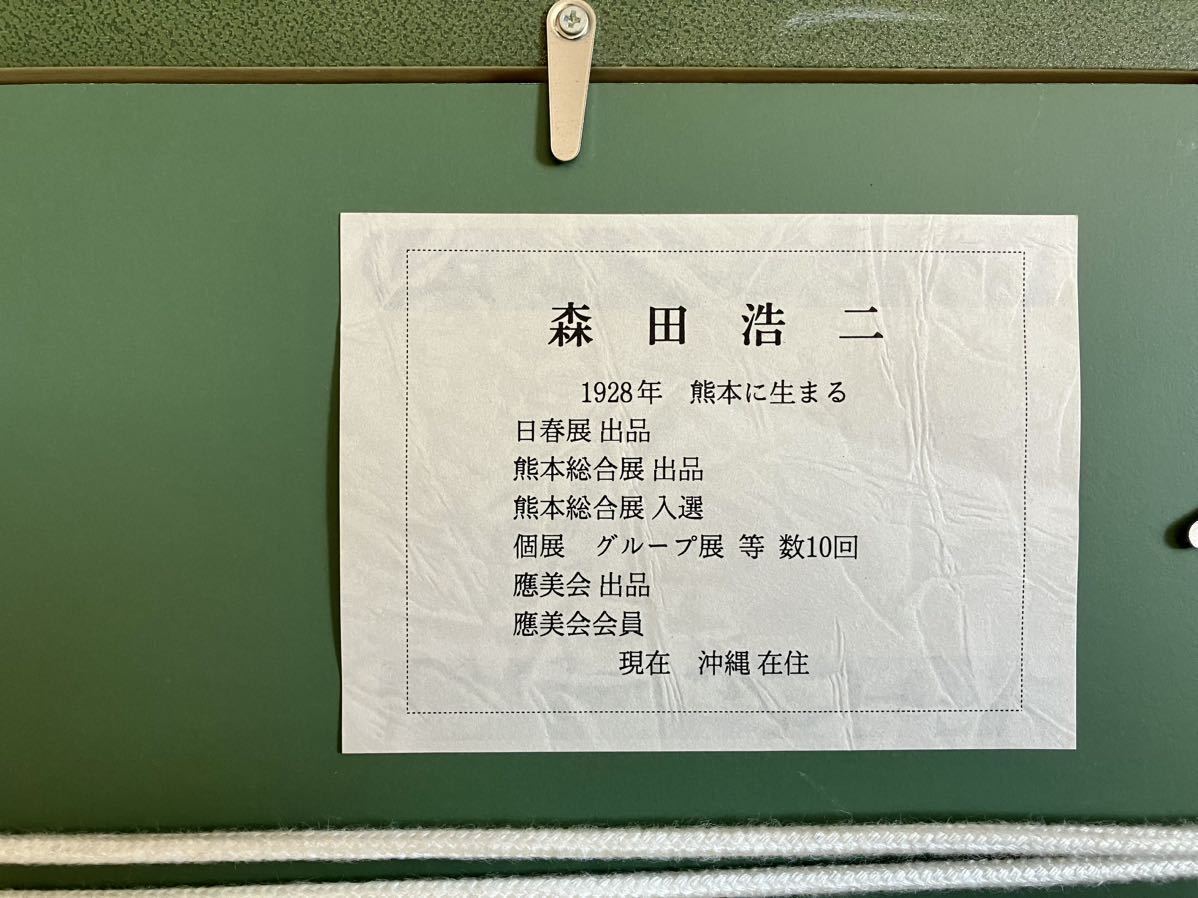 森 田 浩 二
1928年 熊本に生まる
日春展 出品
熊本総合展 出品
熊本総合展 入選
個展 グループ展 等 数10回
應美会 出品
應美会会員
現在 沖縄 在住